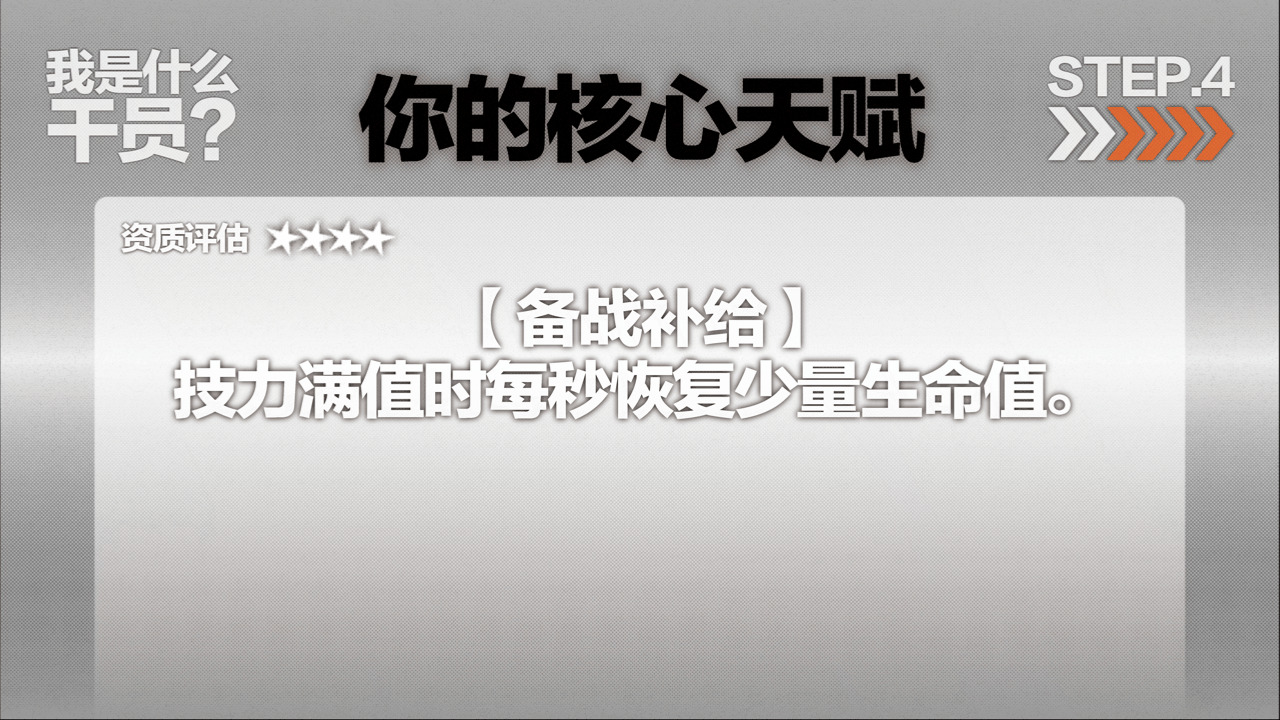 我是什么
干员?
你的核心天赋
STEP.4
资质评估 ★★★★
【备战补给】
技力满值时每秒恢复少量生命值。